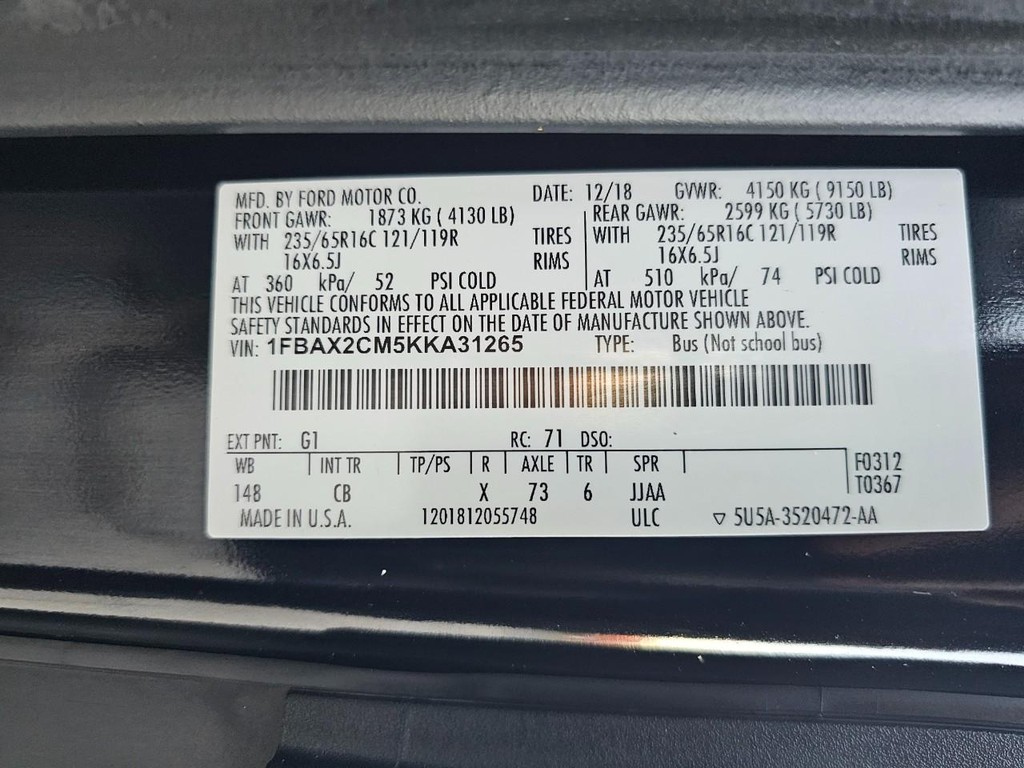 MFD. BY FORD MOTOR CO. DATE: 12/18 GVWR: 4150 KG ( 9150 LB)
FRONT GAWR: 1873 KG ( 4130 LB) REAR GAWR: 2599 KG ( 5730 LB)
WITH 235/65R16C 121/119R TIRES WITH 235/65R16C 121/119R TIRES
16X6.5J RIMS 16X6.5J RIMS
AT 360 kPa/ 52 PSI COLD AT 510 kPa/ 74 PSI COLD
THIS VEHICLE CONFORMS TO ALL APPLICABLE FEDERAL MOTOR VEHICLE
SAFETY STANDARDS IN EFFECT ON THE DATE OF MANUFACTURE SHOWN ABOVE.
VIN: 1FBAX2CM5KKA31265 TYPE: Bus (Not school bus)
EXT PNT: G1 RC: 71 DSO:
WB INT TR TP/PS R AXLE TR SPR F0312
148 CB X 73 6 JJAA T0367
MADE IN U.S.A. 1201812055748 ULC ▽ 5U5A-3520472-AA